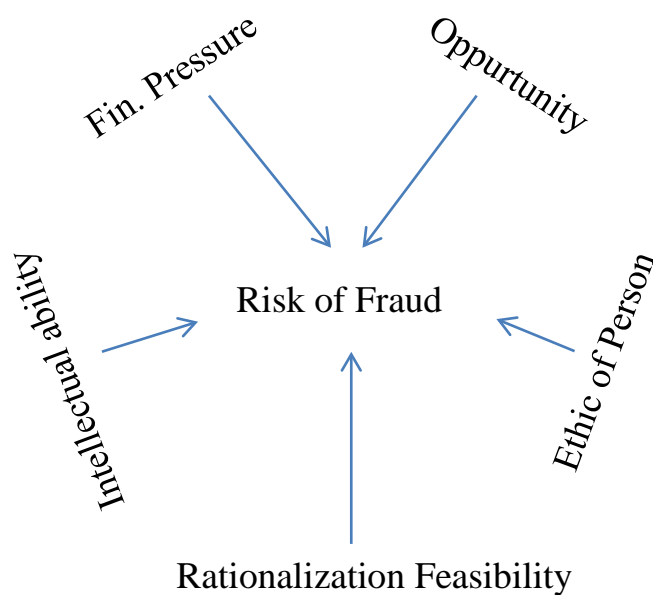 Fin. Pressure
Oppurtunity
Intellectual ability
Risk of Fraud
Ethic of Person
Rationalization Feasibility